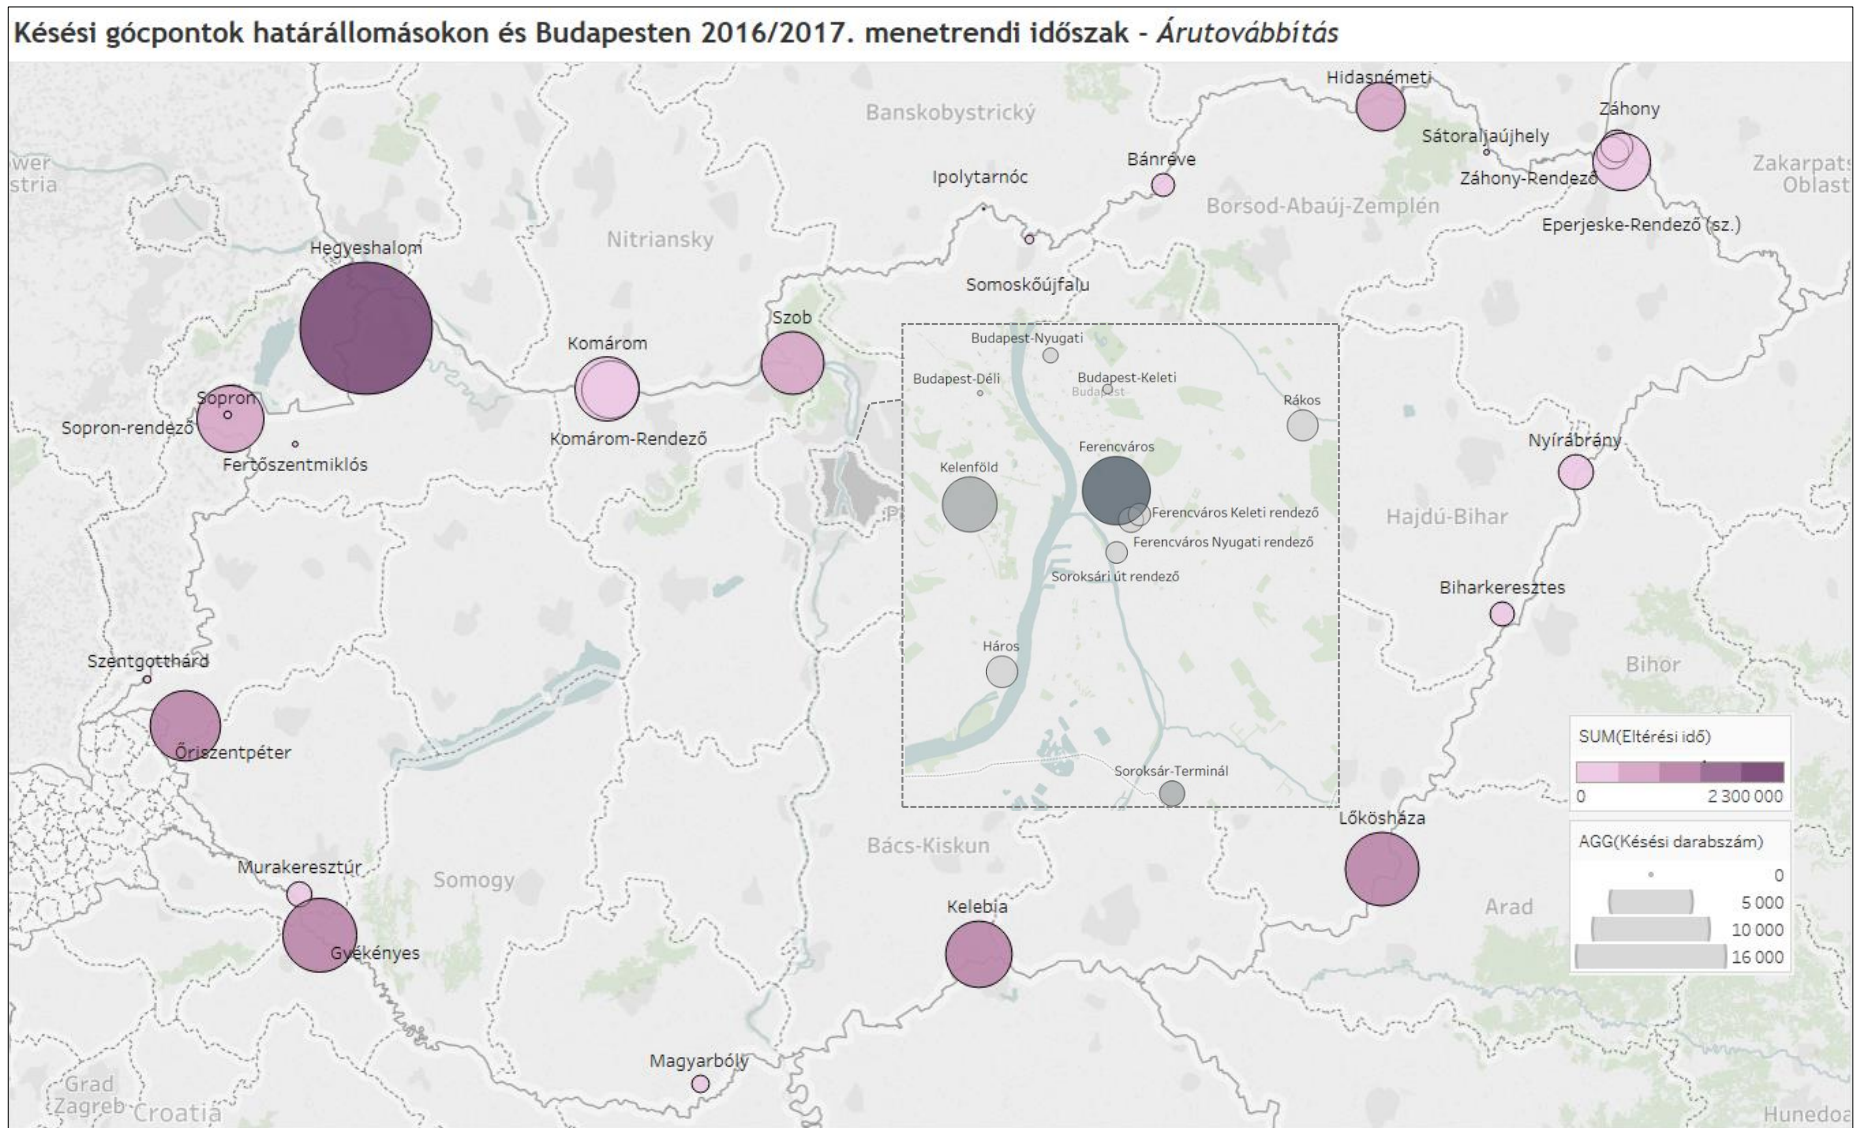 Késési gócpontok határállomásokon és Budapesten 2016/2017. menetrendi időszak - Árutovábbítás
Hidasnémeti
Záhony
Banskobystrický
Sátoraljaújhely
Bánréve
Zakarpats
Oblast
wer
stria
Ipolytarnóc
Záhony-Rendező
Borsod-Abaúj-Zemplén
Eperjeske-Rendező (sz.)
Nitriansky
Hegyeshalom
Somoskőújfalu
Szob
Komárom
Budapest-Nyugati
Budapest-Déli
Budapest-Keleti
Budapest
Sopron
Rákos
Sopron-rendező
Komárom-Rendező
Nyírábrány
Ferencváros
Fertőszentmiklós
Kelenföld
Ferencváros Keleti rendező
Hajdú-Bihar
Ferencváros Nyugati rendező
Soroksári út rendező
Biharkeresztes
Háros
Szentgotthárd
Bihor
Őriszentpéter
SUM(Eltérési idő)
0
2 300 000
Soroksár-Terminál
Lőkösháza
AGG(Késési darabszám)
0
5 000
10 000
16 000
Bács-Kiskun
Murakeresztúr
Somogy
Kelebia
Arad
Gyékényes
Magyarbóly
Grad
Zagreb
Croatia
Hunedoa